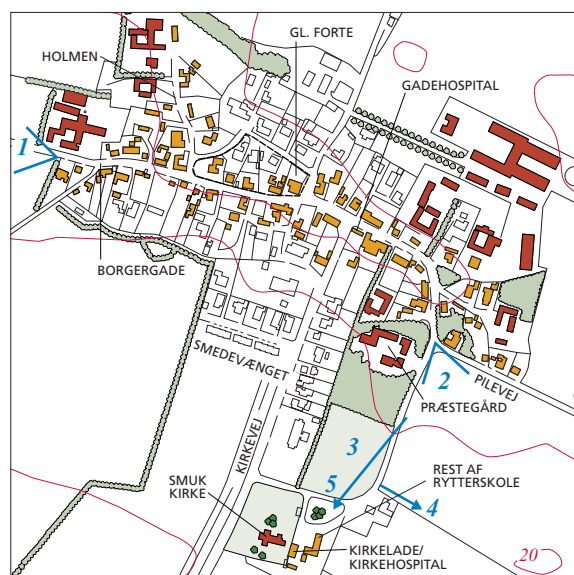 GL. FORTE
HOLMEN
GADEHOSPITAL
1
BORGERGADE
SMEDEVÆNGET
2
PILEVEJ
PRÆSTEGÅRD
KIRKEVEJ
3
5
REST AF
RYTTERSKOLE
SMUK
KIRKE
4
KIRKELADE/
KIRKEHOSPITAL
20